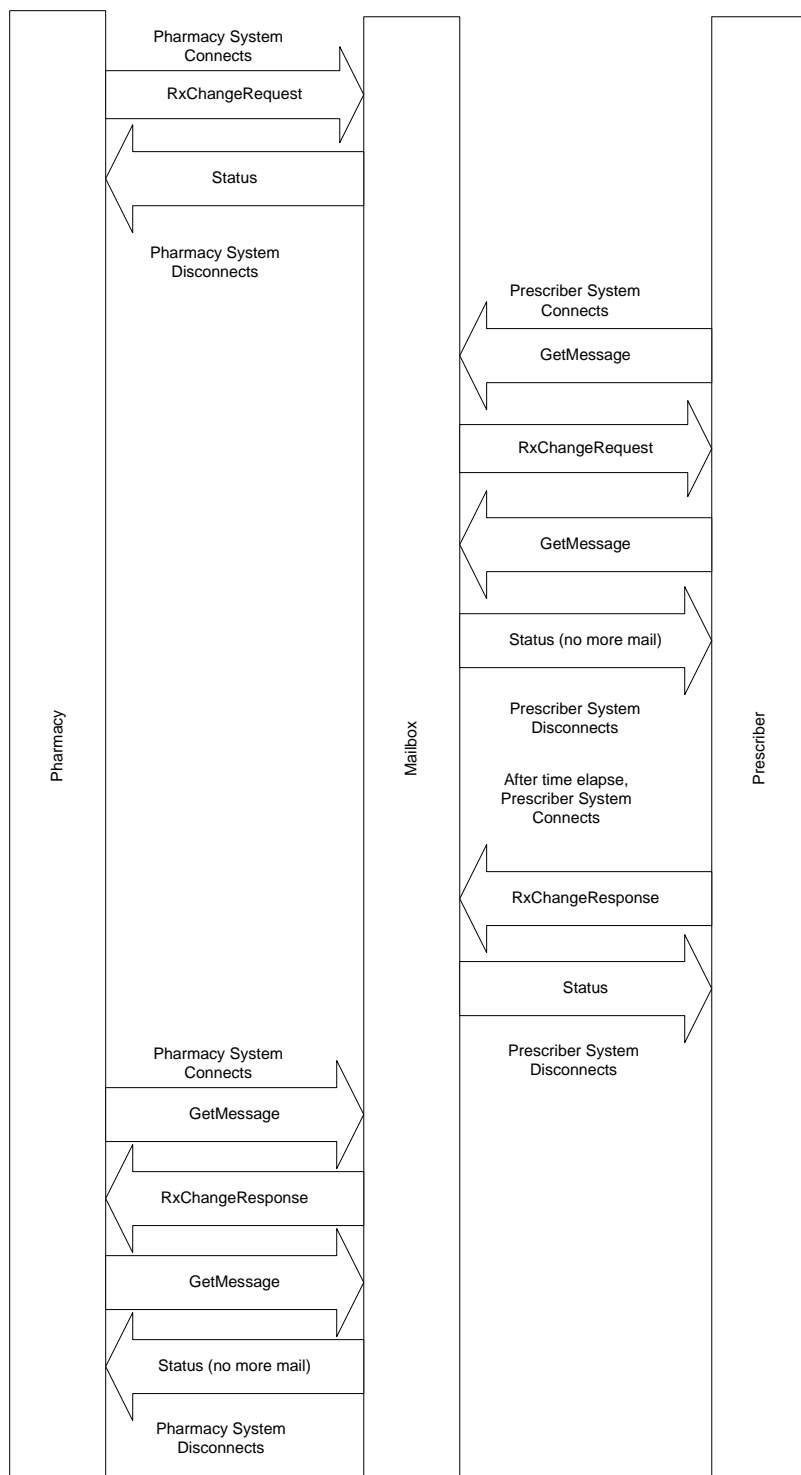 Pharmacy System
Connects
RxChangeRequest
Status
Pharmacy System
Disconnects
Prescriber System
Connects
GetMessage
RxChangeRequest
GetMessage
Status (no more mail)
Prescriber System
Disconnects
Pharmacy
Mailbox
Prescriber
After time elapse,
Prescriber System
Connects
RxChangeResponse
Status
Prescriber System
Disconnects
Pharmacy System
Connects
GetMessage
RxChangeResponse
GetMessage
Status (no more mail)
Pharmacy System
Disconnects